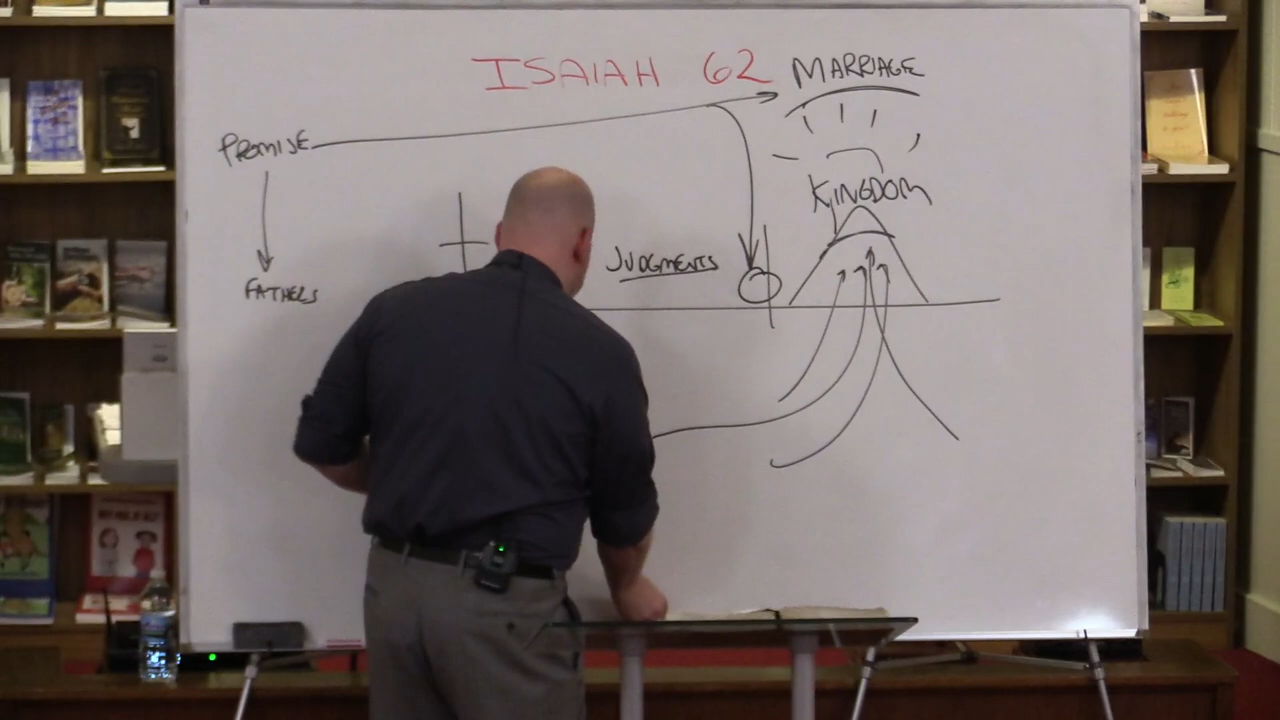 ISAIAH 62
MARRIAGE
PROMISE
KINGDOM
JUDGMENTS
FATHERS